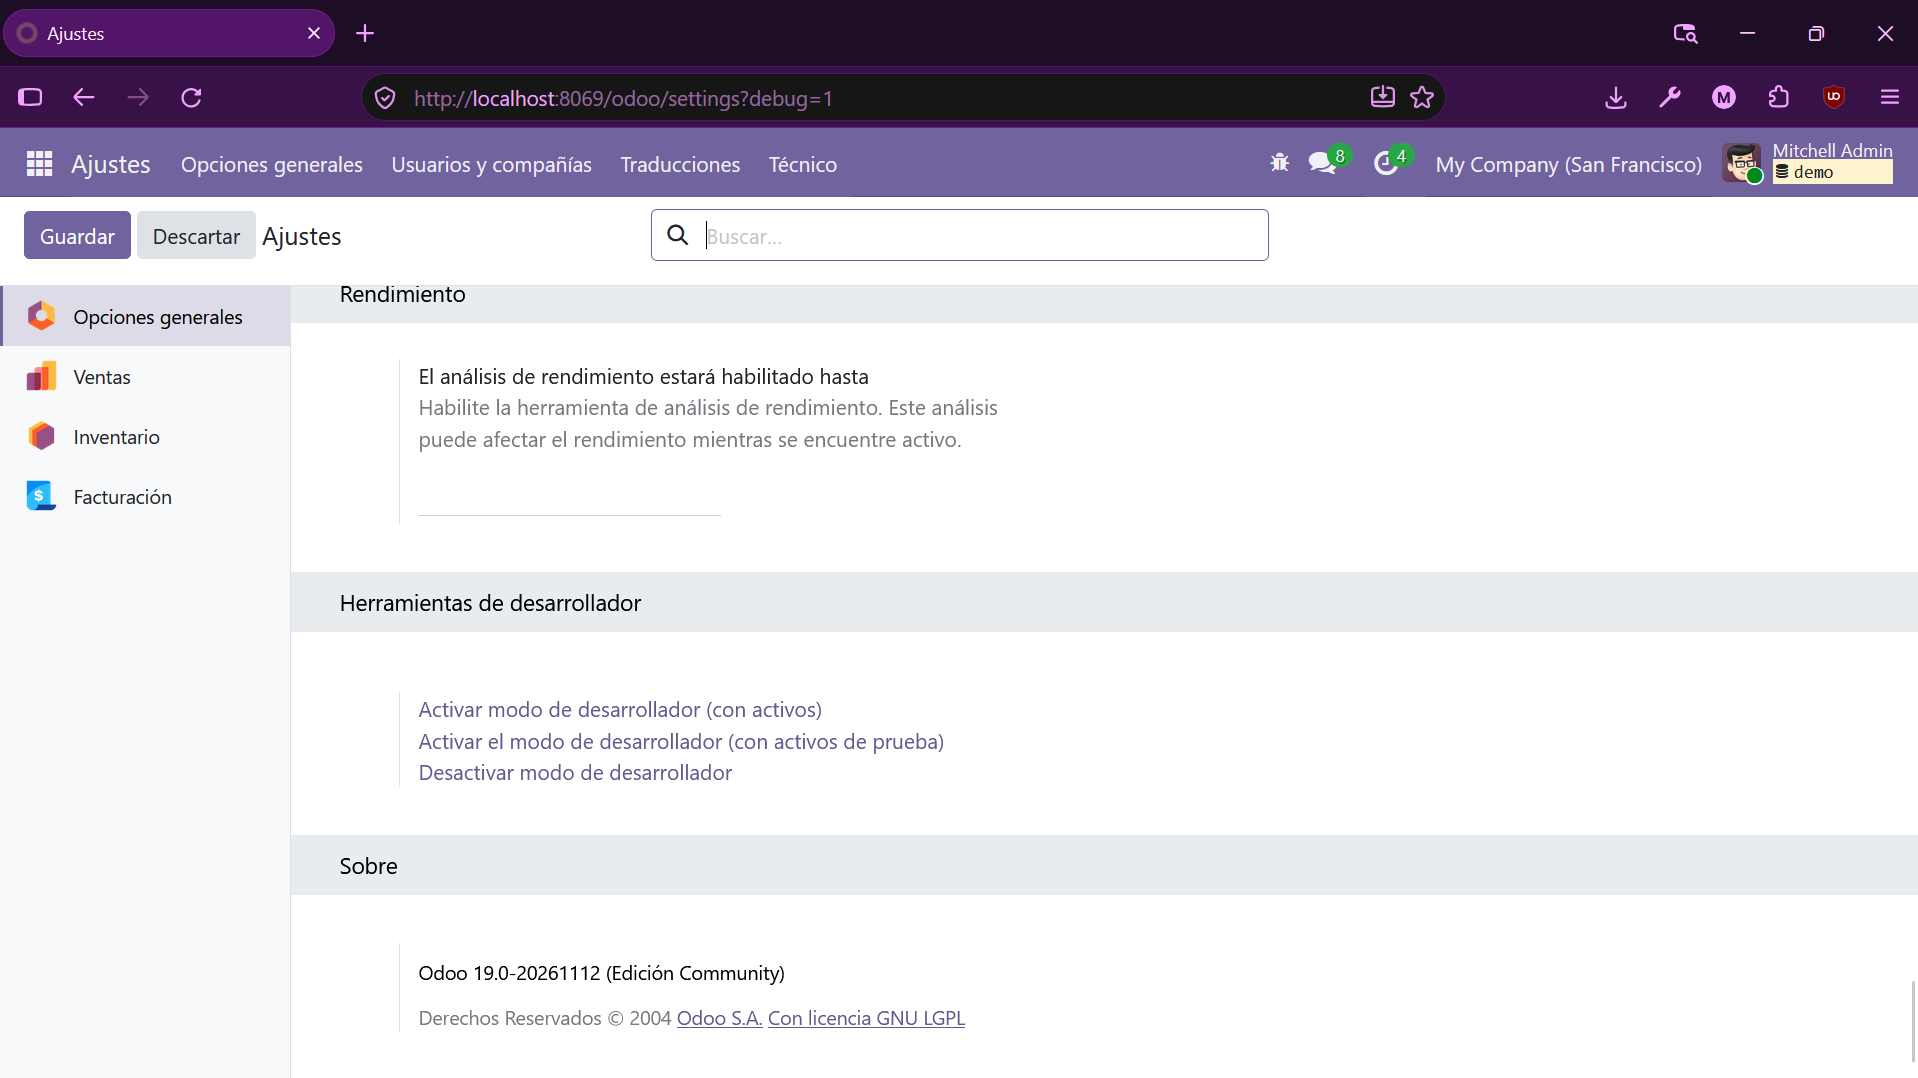 Ajustes
http://localhost:8069/odoo/settings?debug=1
M
Ajustes Opciones generales Usuarios y compañías Traducciones Técnico 8 4 My Company (San Francisco) Mitchell Admin
demo
Guardar Descartar Ajustes Buscar...
Opciones generales
Ventas
Inventario
Facturación
Rendimiento
El análisis de rendimiento estará habilitado hasta
Habilite la herramienta de análisis de rendimiento. Este análisis
puede afectar el rendimiento mientras se encuentre activo.
Herramientas de desarrollador
Activar modo de desarrollador (con activos)
Activar el modo de desarrollador (con activos de prueba)
Desactivar modo de desarrollador
Sobre
Odoo 19.0-20261112 (Edición Community)
Derechos Reservados © 2004 Odoo S.A. Con licencia GNU LGPL